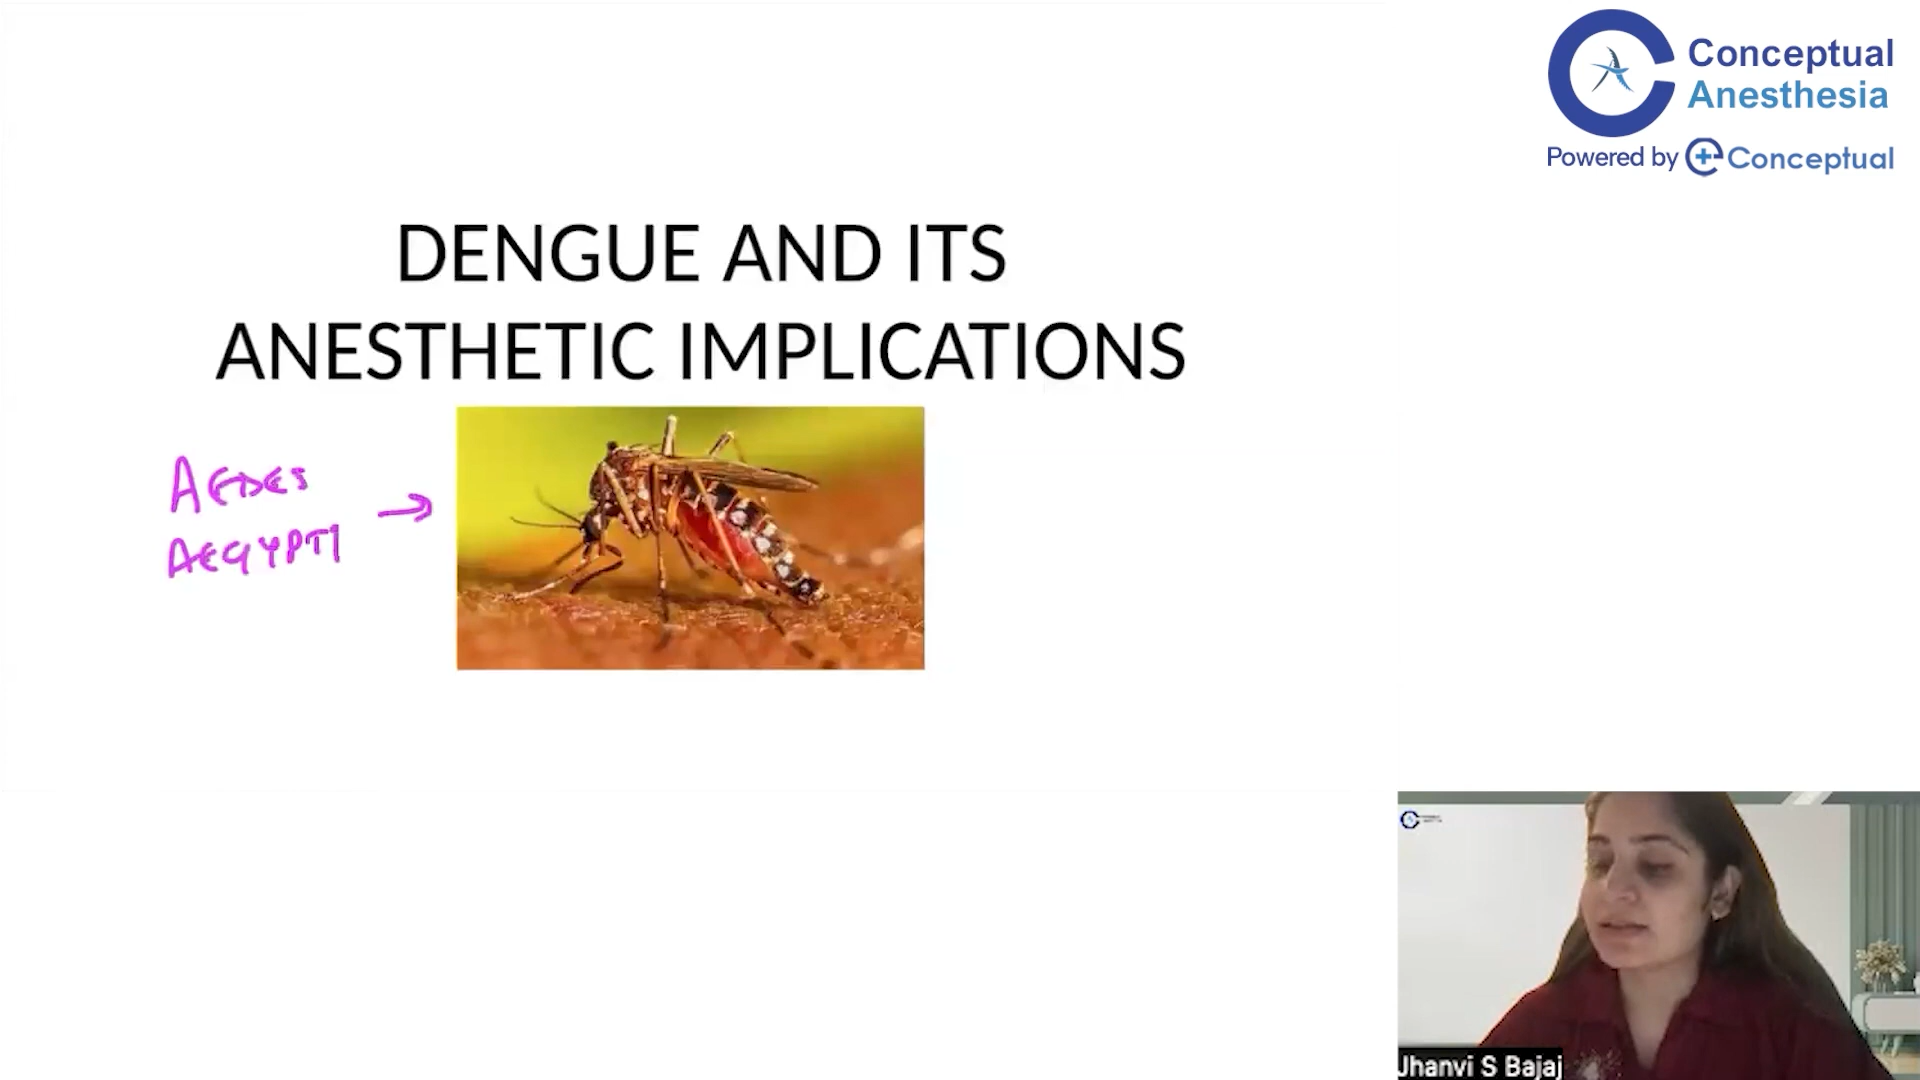 Conceptual
Anesthesia
Powered by Conceptual
DENGUE AND ITS
ANESTHETIC IMPLICATIONS
AEDES
AEGYPTI
Jhanvi S Bajaj